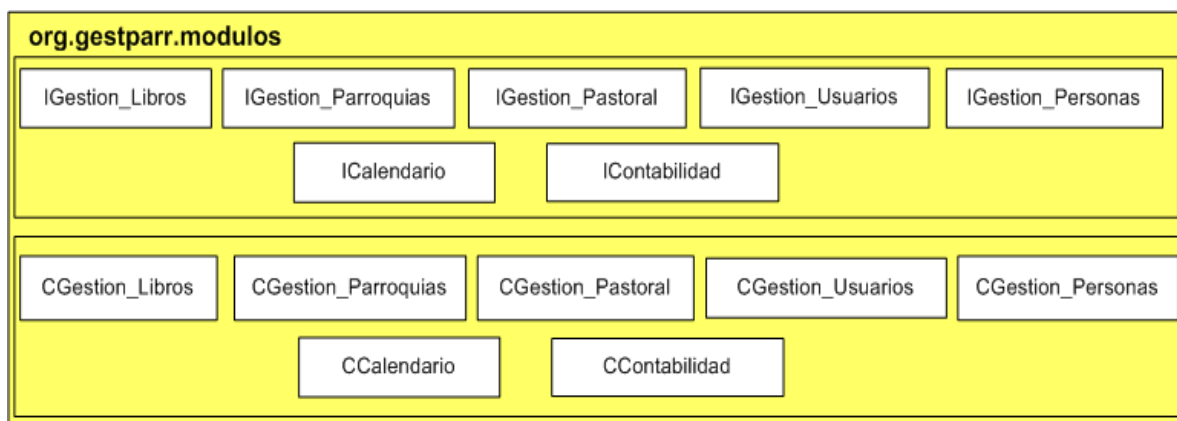 org.gestparr.modulos
IGestion_Libros IGestion_Parroquias IGestion_Pastoral IGestion_Usuarios IGestion_Personas
ICalendario IContabilidad
CGestion_Libros CGestion_Parroquias CGestion_Pastoral CGestion_Usuarios CGestion_Personas
CCalendario CContabilidad